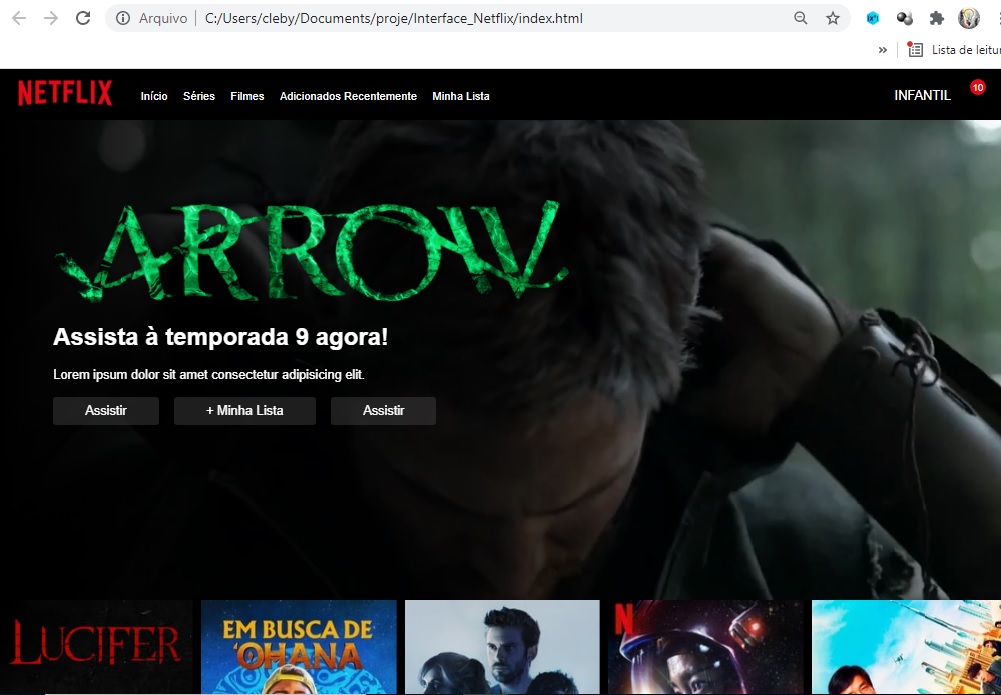 Arquivo C:/Users/cleby/Documents/proje/Interface_Netflix/index.html
» Lista de leitur
NETFLIX Início Séries Filmes Adicionados Recentemente Minha Lista INFANTIL 10
ARROW
Assista à temporada 9 agora!
Lorem ipsum dolor sit amet consectetur adipisicing elit.
Assistir + Minha Lista Assistir
LUCIFER
EM BUSCA DE
'OHANA
N